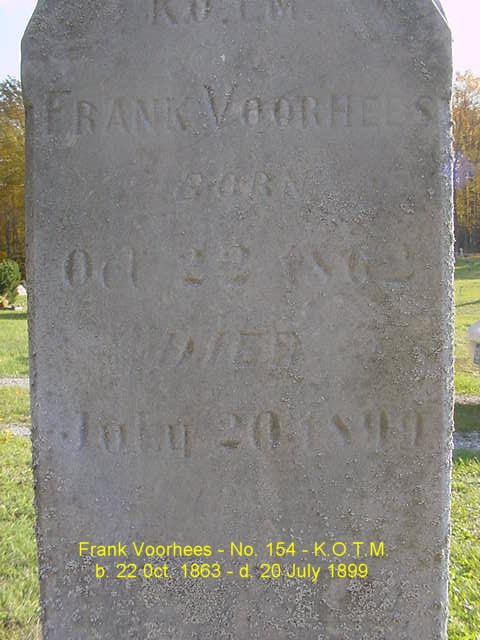 K.O.T.M.
FRANK VOORHEES
BORN
Oct 22 1862
DIED
July 20 1899
Frank Voorhees - No. 154 - K.O.T.M.
b. 22 Oct. 1863 - d. 20 July 1899